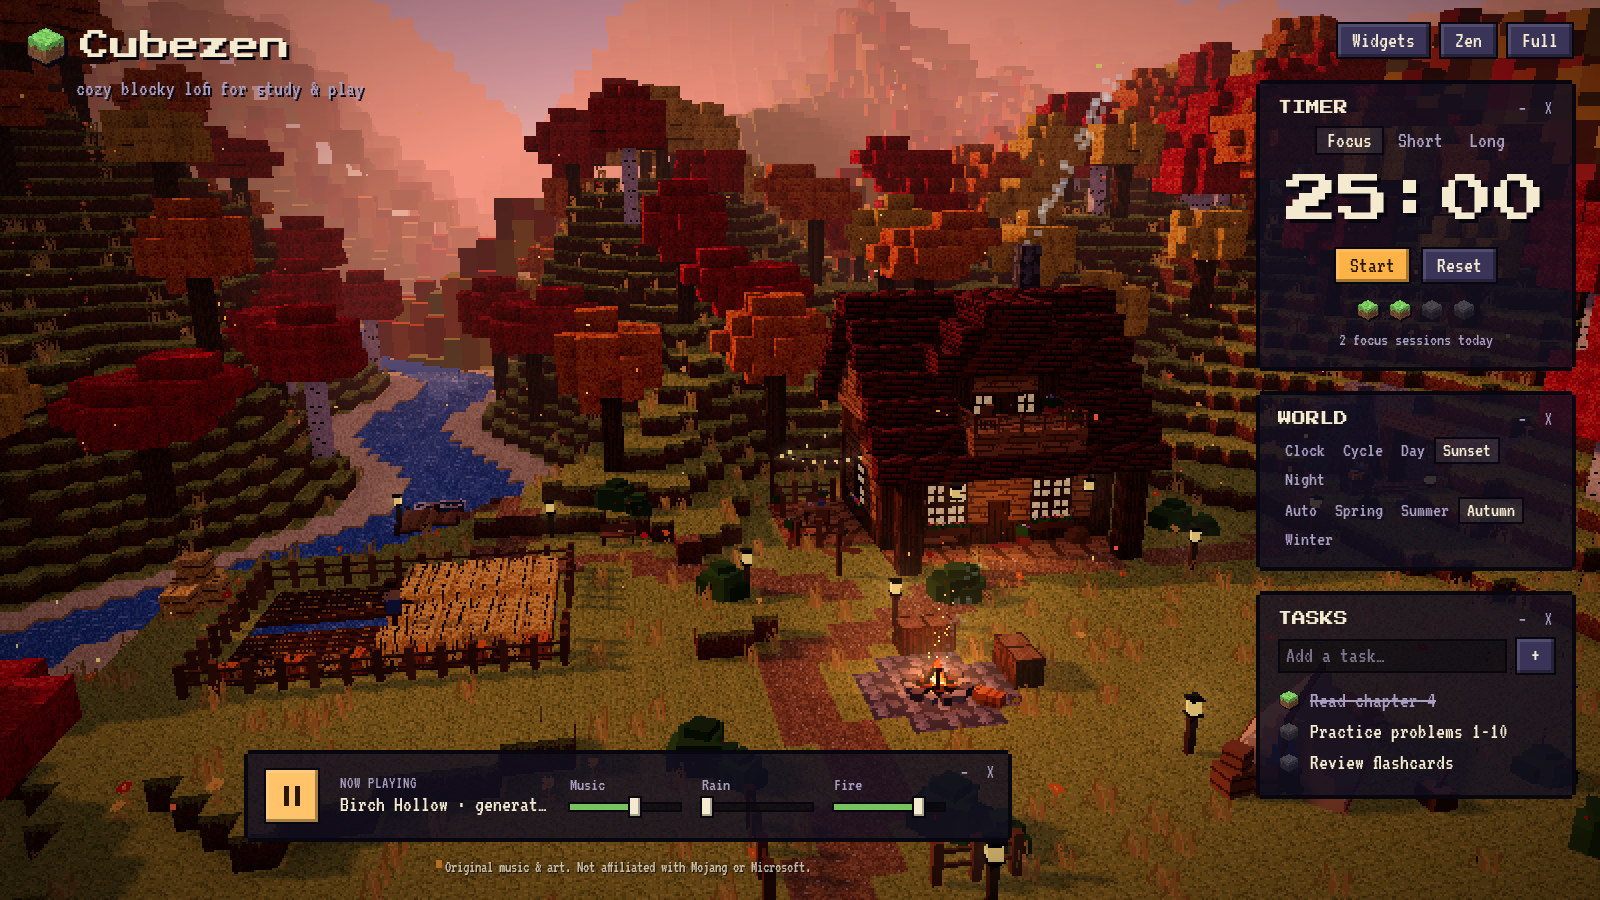 Cubezen
cozy blocky lofi for study & play
Widgets Zen Full
TIMER - X
Focus Short Long
25:00
Start Reset
2 focus sessions today
WORLD - X
Clock Cycle Day Sunset
Night
Auto Spring Summer Autumn
Winter
TASKS - X
Add a task… +
Read chapter 4
Practice problems 1-10
Review flashcards
NOW PLAYING
Birch Hollow · generat…
Music Rain Fire - X
Original music & art. Not affiliated with Mojang or Microsoft.